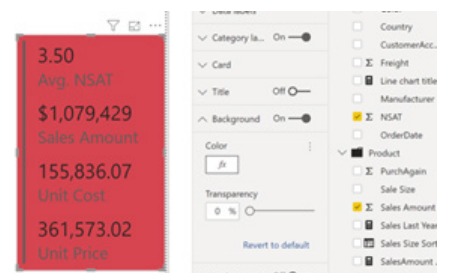 3.50
Avg. NSAT
$1,079,429
Sales Amount
155,836.07
Unit Cost
361,573.02
Unit Price
Data labels
Category la... On
Card
Title Off
Background On
Color
fx
Transparency
0 %
Revert to default
Country
CustomerAcc...
Σ Freight
Line chart title
Manufacturer
Σ NSAT
OrderDate
Product
Σ PurchAgain
Sale Size
Σ Sales Amount
Sales Last Year
Sales Size Sort
SalesAmount